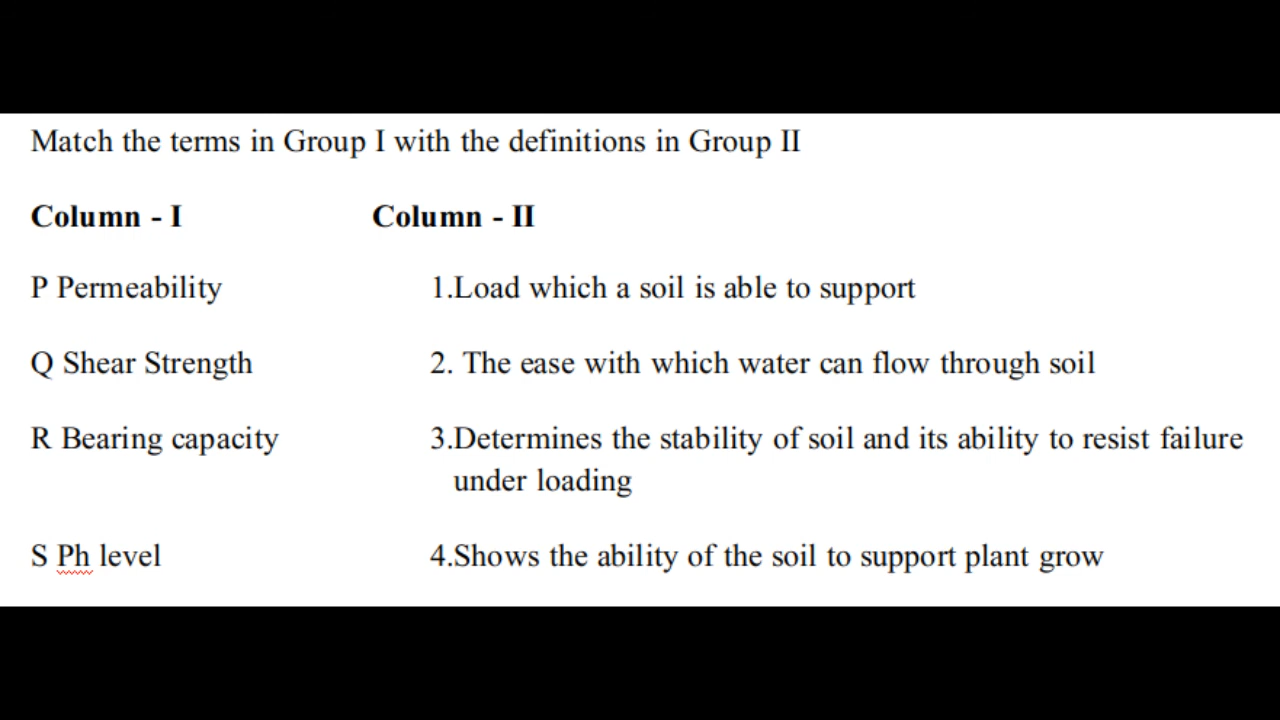 Match the terms in Group I with the definitions in Group II
Column - I Column - II
P Permeability 1.Load which a soil is able to support
Q Shear Strength 2. The ease with which water can flow through soil
R Bearing capacity 3.Determines the stability of soil and its ability to resist failure
under loading
S Ph level 4.Shows the ability of the soil to support plant grow